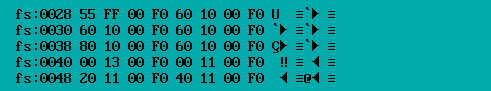 fs:0028 55 FF 00 F0 60 10 00 F0 U  ≡`► ≡
fs:0030 60 10 00 F0 60 10 00 F0 `► ≡`► ≡
fs:0038 80 10 00 F0 60 10 00 F0 Ç► ≡`► ≡
fs:0040 00 13 00 F0 00 11 00 F0  ‼ ≡ ◄ ≡
fs:0048 20 11 00 F0 40 11 00 F0  ◄ ≡@◄ ≡